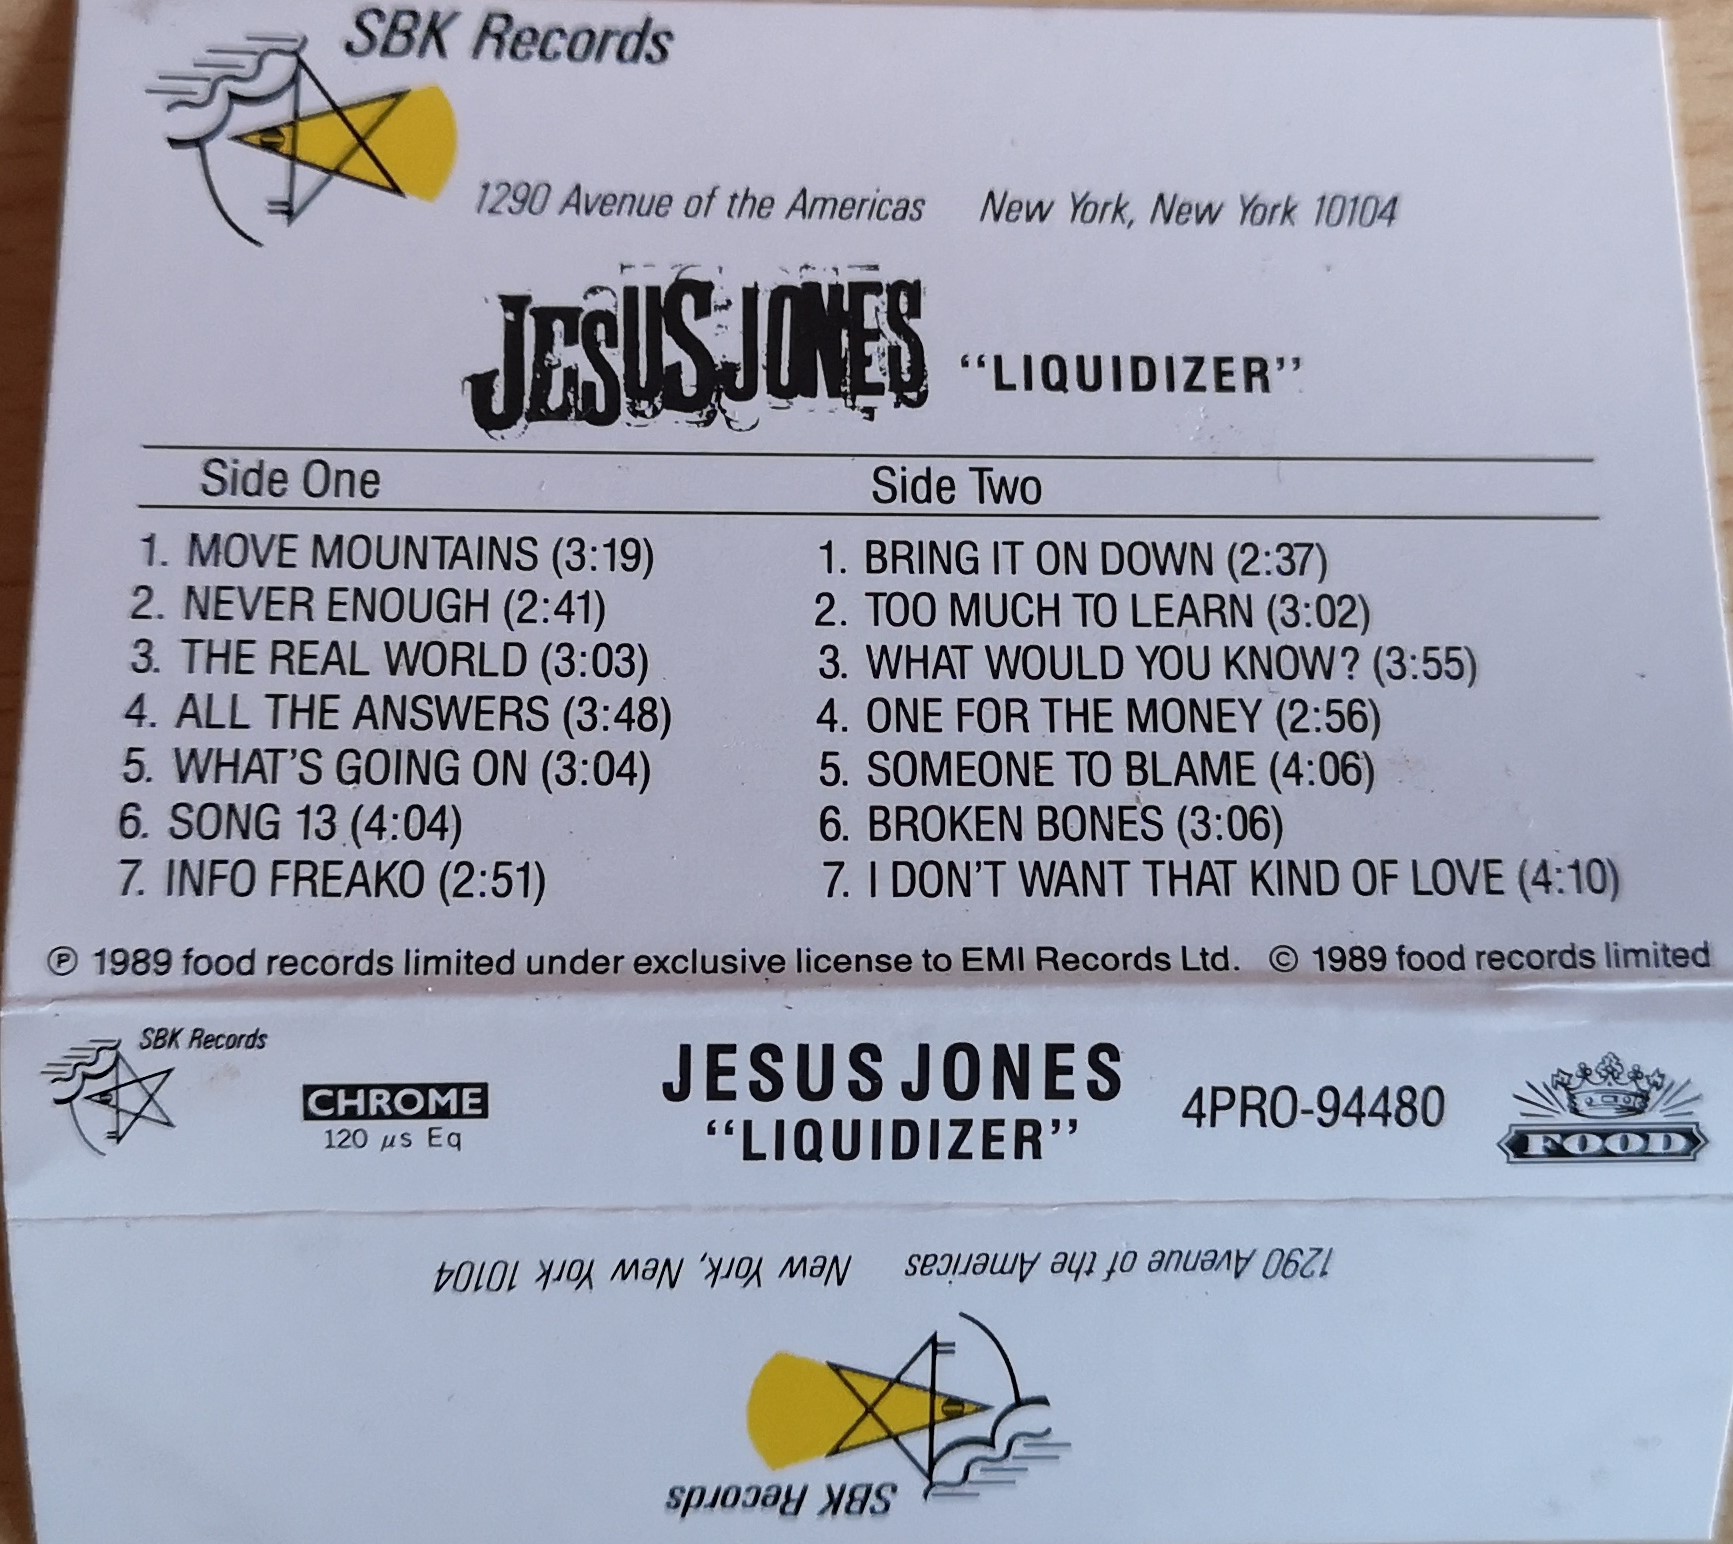 SBK Records
1290 Avenue of the Americas New York, New York 10104
JESUS JONES "LIQUIDIZER"
Side One
1. MOVE MOUNTAINS (3:19)
2. NEVER ENOUGH (2:41)
3. THE REAL WORLD (3:03)
4. ALL THE ANSWERS (3:48)
5. WHAT'S GOING ON (3:04)
6. SONG 13 (4:04)
7. INFO FREAKO (2:51)
Side Two
1. BRING IT ON DOWN (2:37)
2. TOO MUCH TO LEARN (3:02)
3. WHAT WOULD YOU KNOW? (3:55)
4. ONE FOR THE MONEY (2:56)
5. SOMEONE TO BLAME (4:06)
6. BROKEN BONES (3:06)
7. I DON'T WANT THAT KIND OF LOVE (4:10)
℗ 1989 food records limited under exclusive license to EMI Records Ltd. © 1989 food records limited
SBK Records
CHROME
120 µs Eq
JESUS JONES
"LIQUIDIZER"
4PRO-94480
FOOD
SBK Records
1290 Avenue of the Americas New York, New York 10104